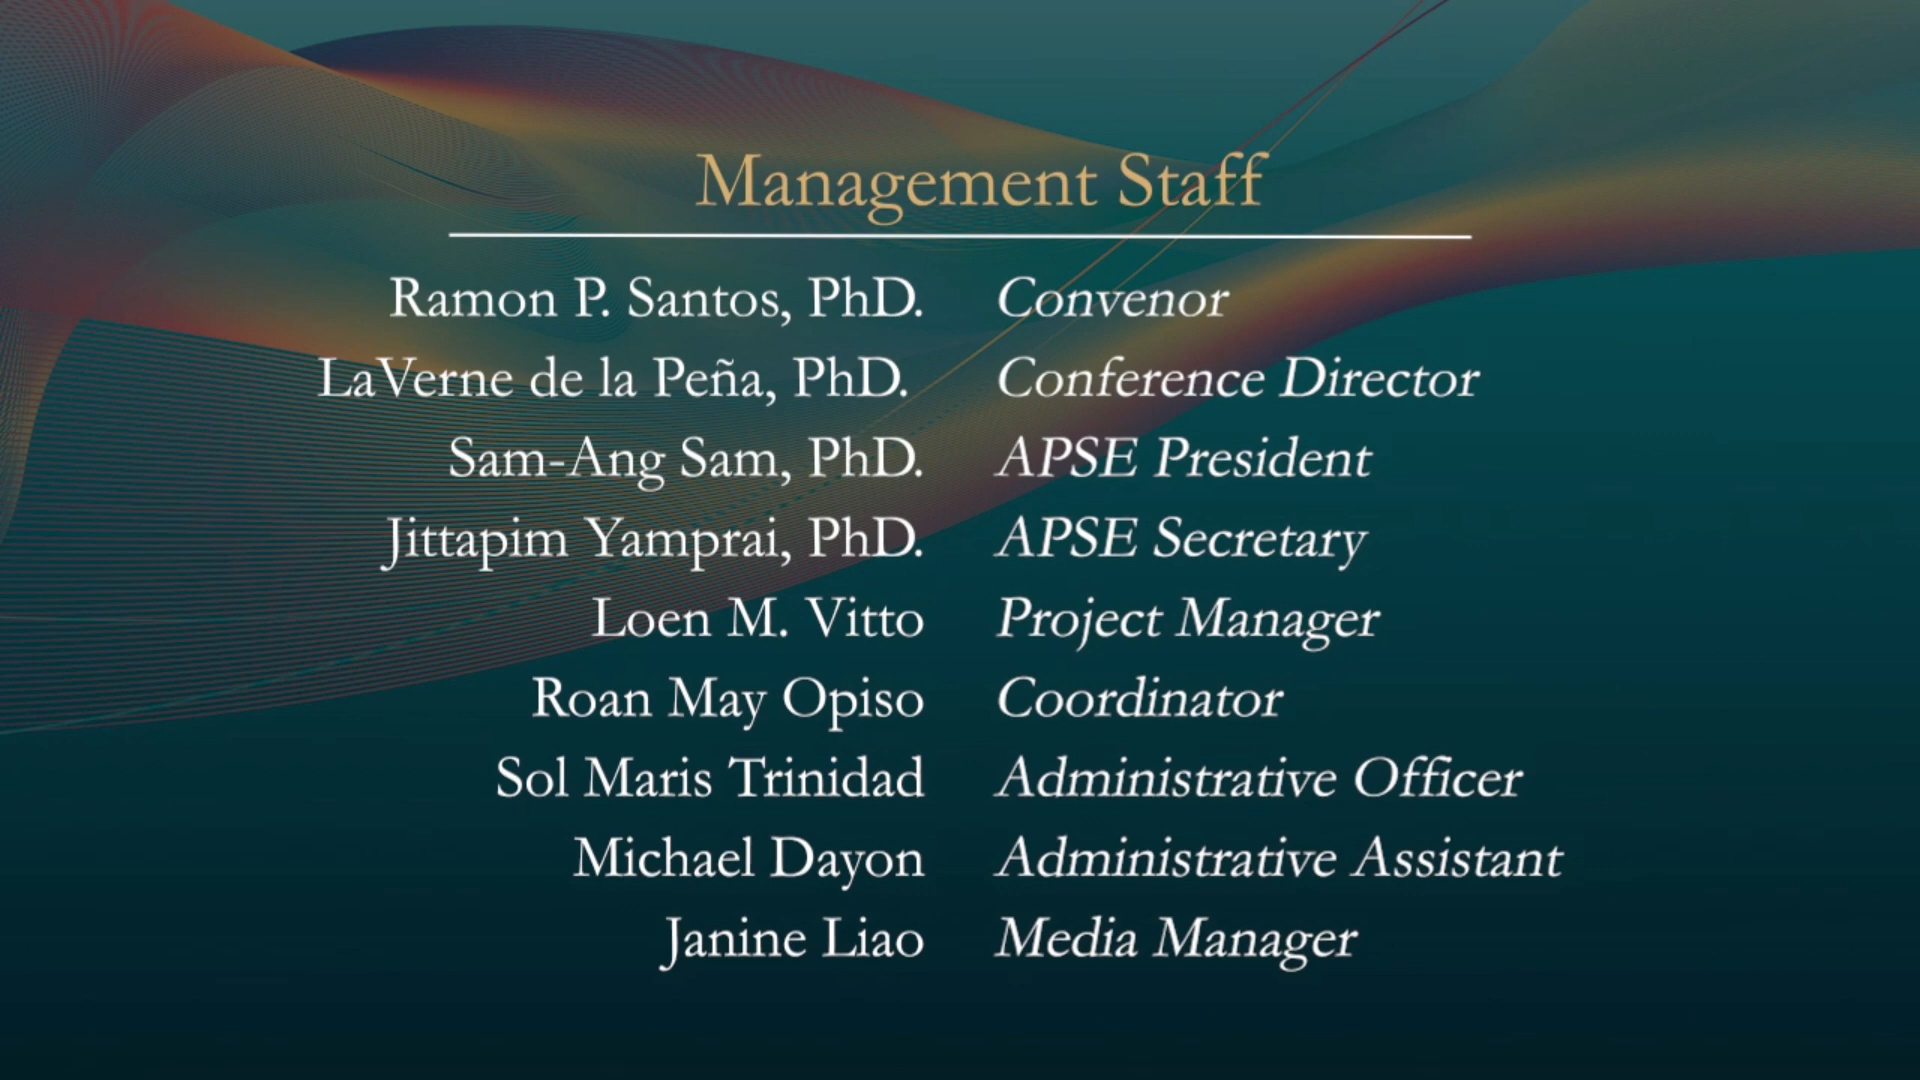 Management Staff
Ramon P. Santos, PhD. Convenor
LaVerne de la Peña, PhD. Conference Director
Sam-Ang Sam, PhD. APSE President
Jittapim Yamprai, PhD. APSE Secretary
Loen M. Vitto Project Manager
Roan May Opiso Coordinator
Sol Maris Trinidad Administrative Officer
Michael Dayon Administrative Assistant
Janine Liao Media Manager